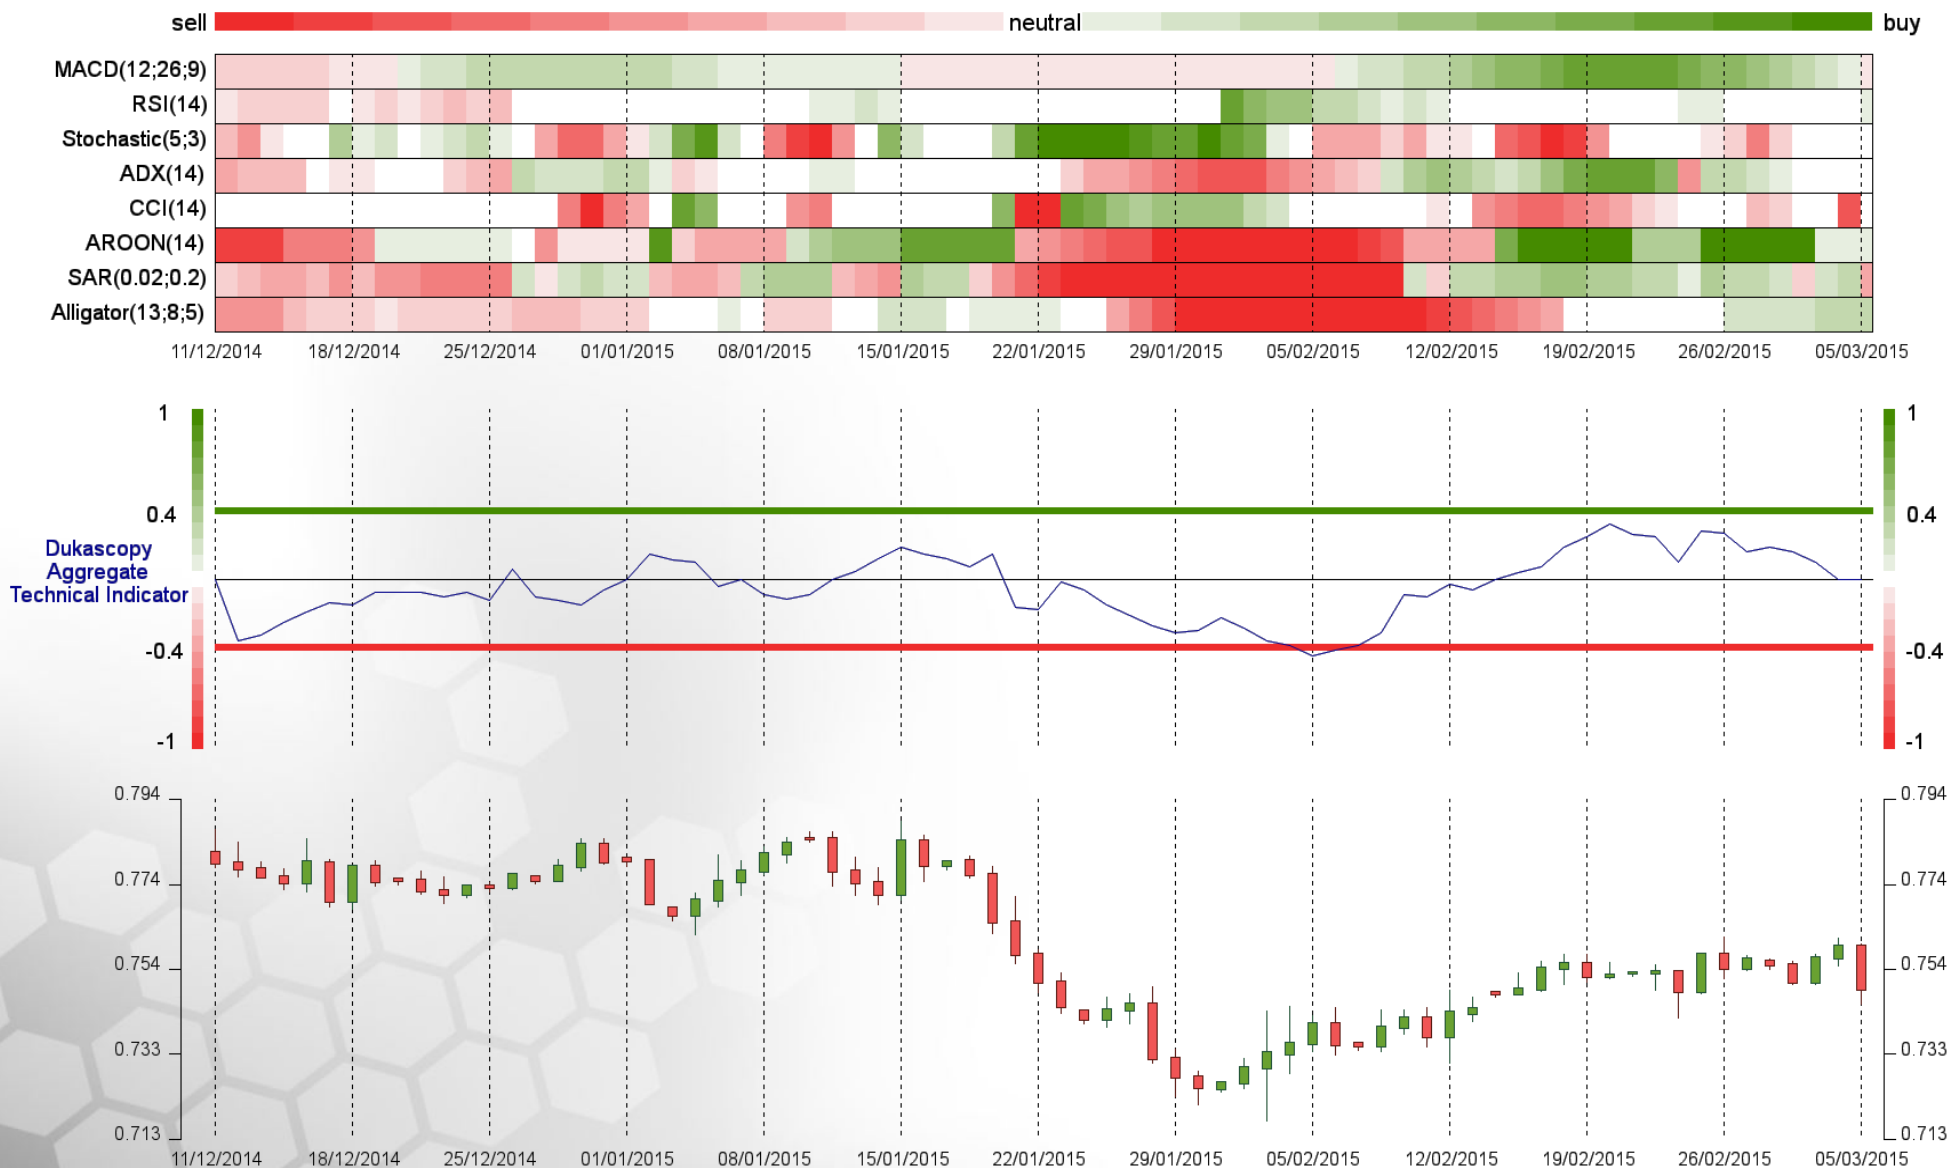 sell neutral buy
MACD(12;26;9)
RSI(14)
Stochastic(5;3)
ADX(14)
CCI(14)
AROON(14)
SAR(0.02;0.2)
Alligator(13;8;5)
11/12/2014 18/12/2014 25/12/2014 01/01/2015 08/01/2015 15/01/2015 22/01/2015 29/01/2015 05/02/2015 12/02/2015 19/02/2015 26/02/2015 05/03/2015
1 1
0.4 0.4
Dukascopy
Aggregate
Technical Indicator
-0.4 -0.4
-1 -1
0.794 0.794
0.774 0.774
0.754 0.754
0.733 0.733
0.713 0.713
11/12/2014 18/12/2014 25/12/2014 01/01/2015 08/01/2015 15/01/2015 22/01/2015 29/01/2015 05/02/2015 12/02/2015 19/02/2015 26/02/2015 05/03/2015